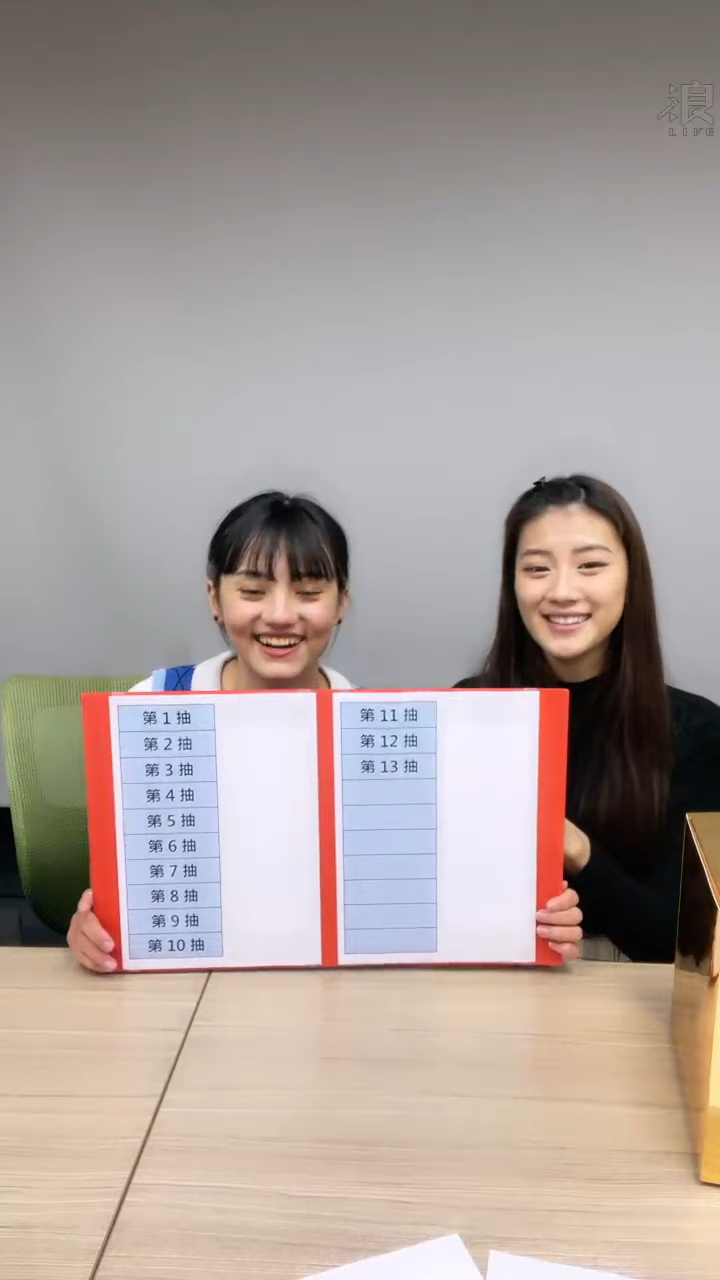 浪
LIVE
第 1 抽
第 2 抽
第 3 抽
第 4 抽
第 5 抽
第 6 抽
第 7 抽
第 8 抽
第 9 抽
第 10 抽
第 11 抽
第 12 抽
第 13 抽